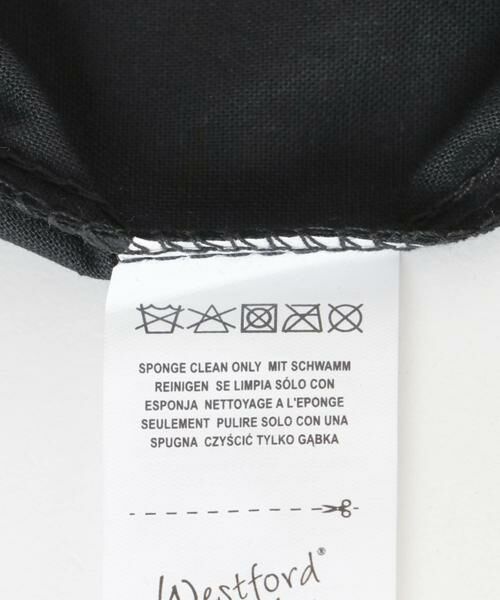 SPONGE CLEAN ONLY MIT SCHWAMM
REINIGEN SE LIMPIA SÓLO CON
ESPONJA NETTOYAGE A L'EPONGE
SEULEMENT PULIRE SOLO CON UNA
SPUGNA CZYŚCIĆ TYLKO GĄBKA
Westford®